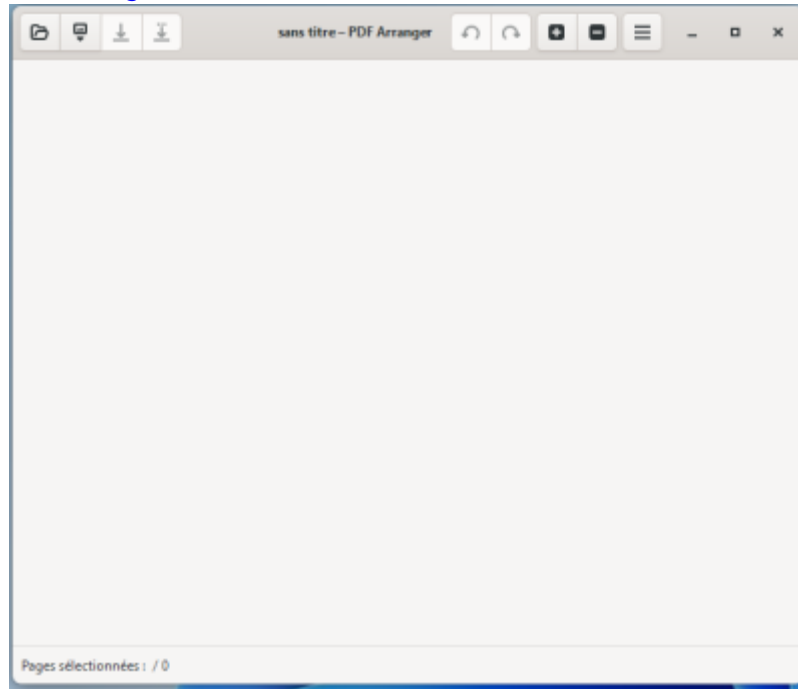 sans titre – PDF Arranger
Pages sélectionnées : / 0